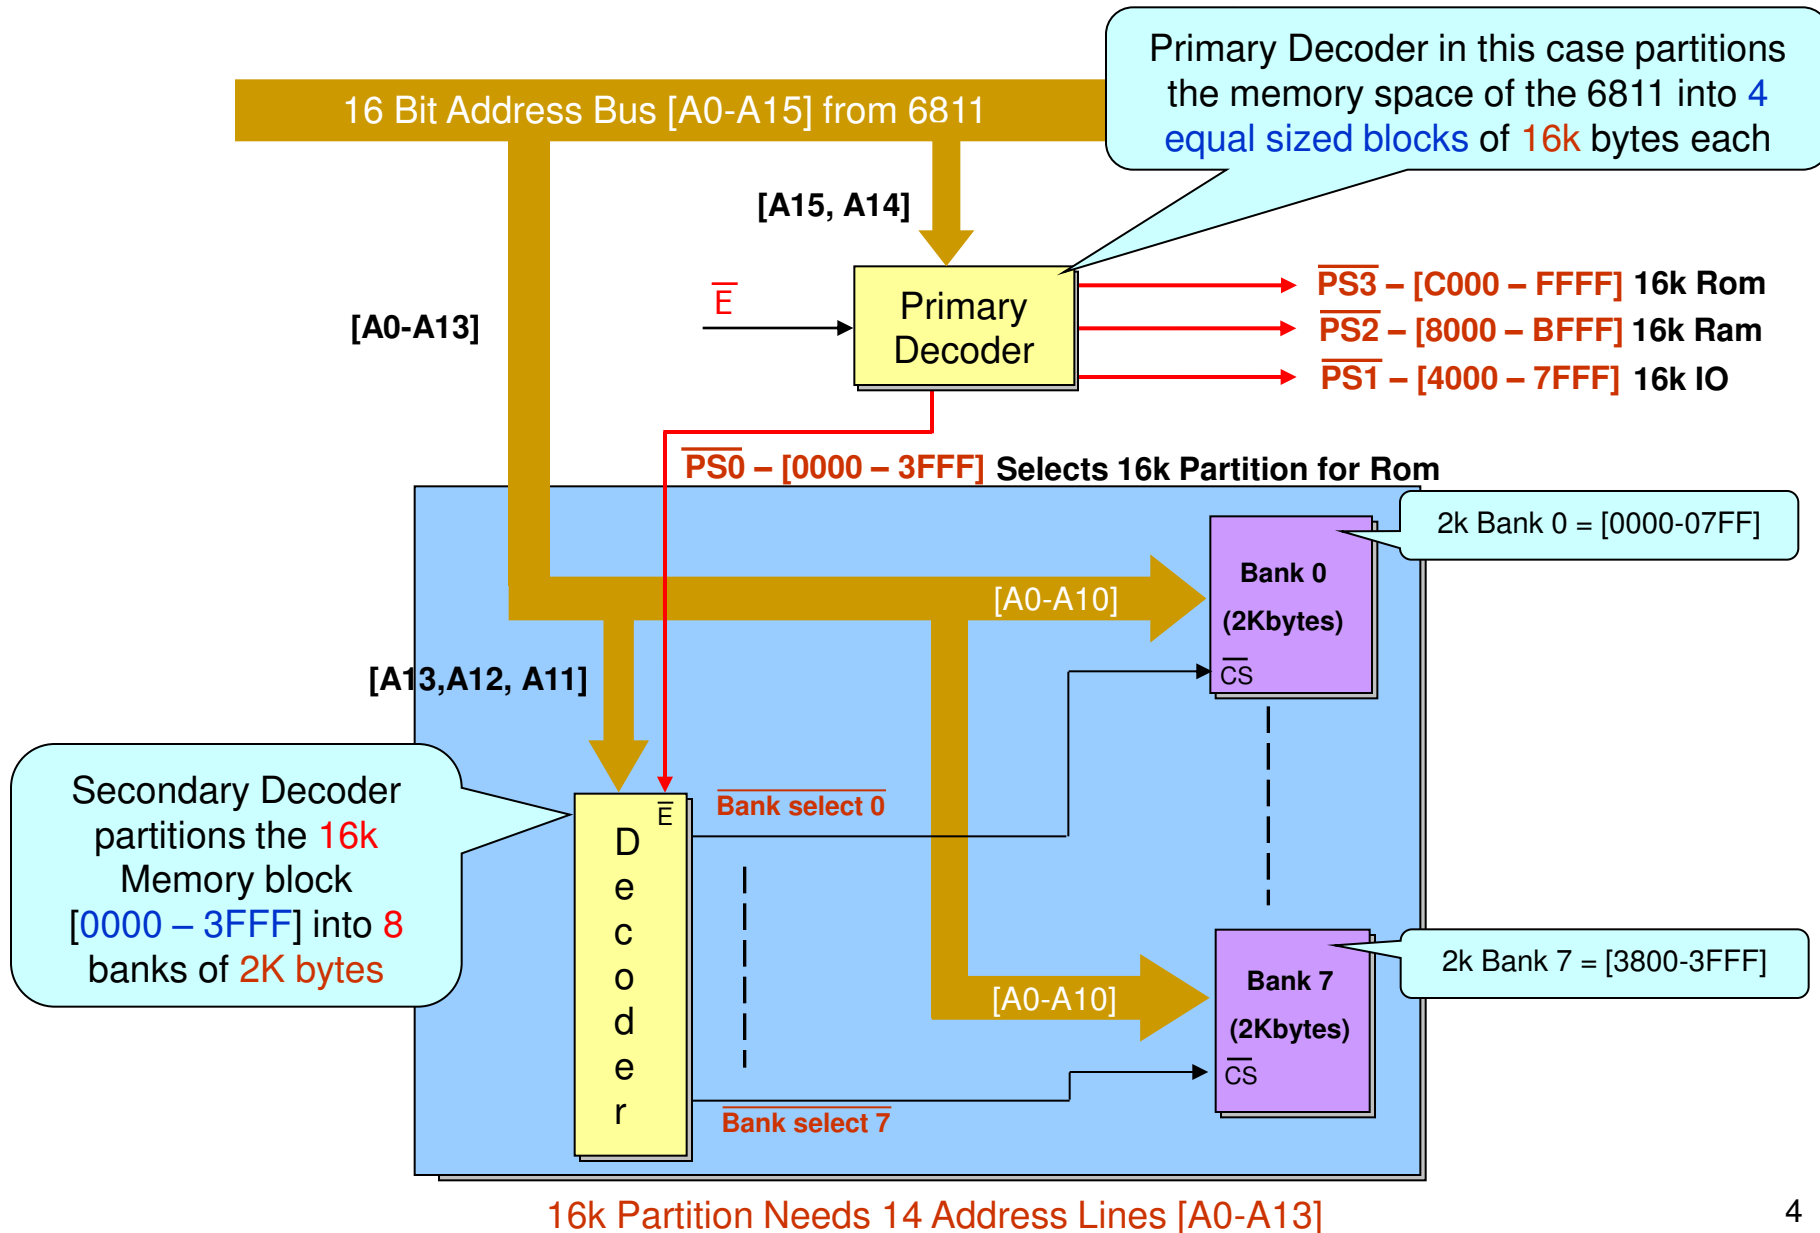 Primary Decoder in this case partitions
the memory space of the 6811 into 4
equal sized blocks of 16k bytes each
16 Bit Address Bus [A0-A15] from 6811
[A15, A14]
E
Primary
Decoder
PS3 – [C000 – FFFF] 16k Rom
PS2 – [8000 – BFFF] 16k Ram
PS1 – [4000 – 7FFF] 16k IO
[A0-A13]
PS0 – [0000 – 3FFF] Selects 16k Partition for Rom
2k Bank 0 = [0000-07FF]
Bank 0
(2Kbytes)
CS
[A0-A10]
[A13,A12, A11]
Secondary Decoder
partitions the 16k
Memory block
[0000 – 3FFF] into 8
banks of 2K bytes
E
D
e
c
o
d
e
r
Bank select 0
2k Bank 7 = [3800-3FFF]
Bank 7
(2Kbytes)
CS
[A0-A10]
Bank select 7
16k Partition Needs 14 Address Lines [A0-A13]
4